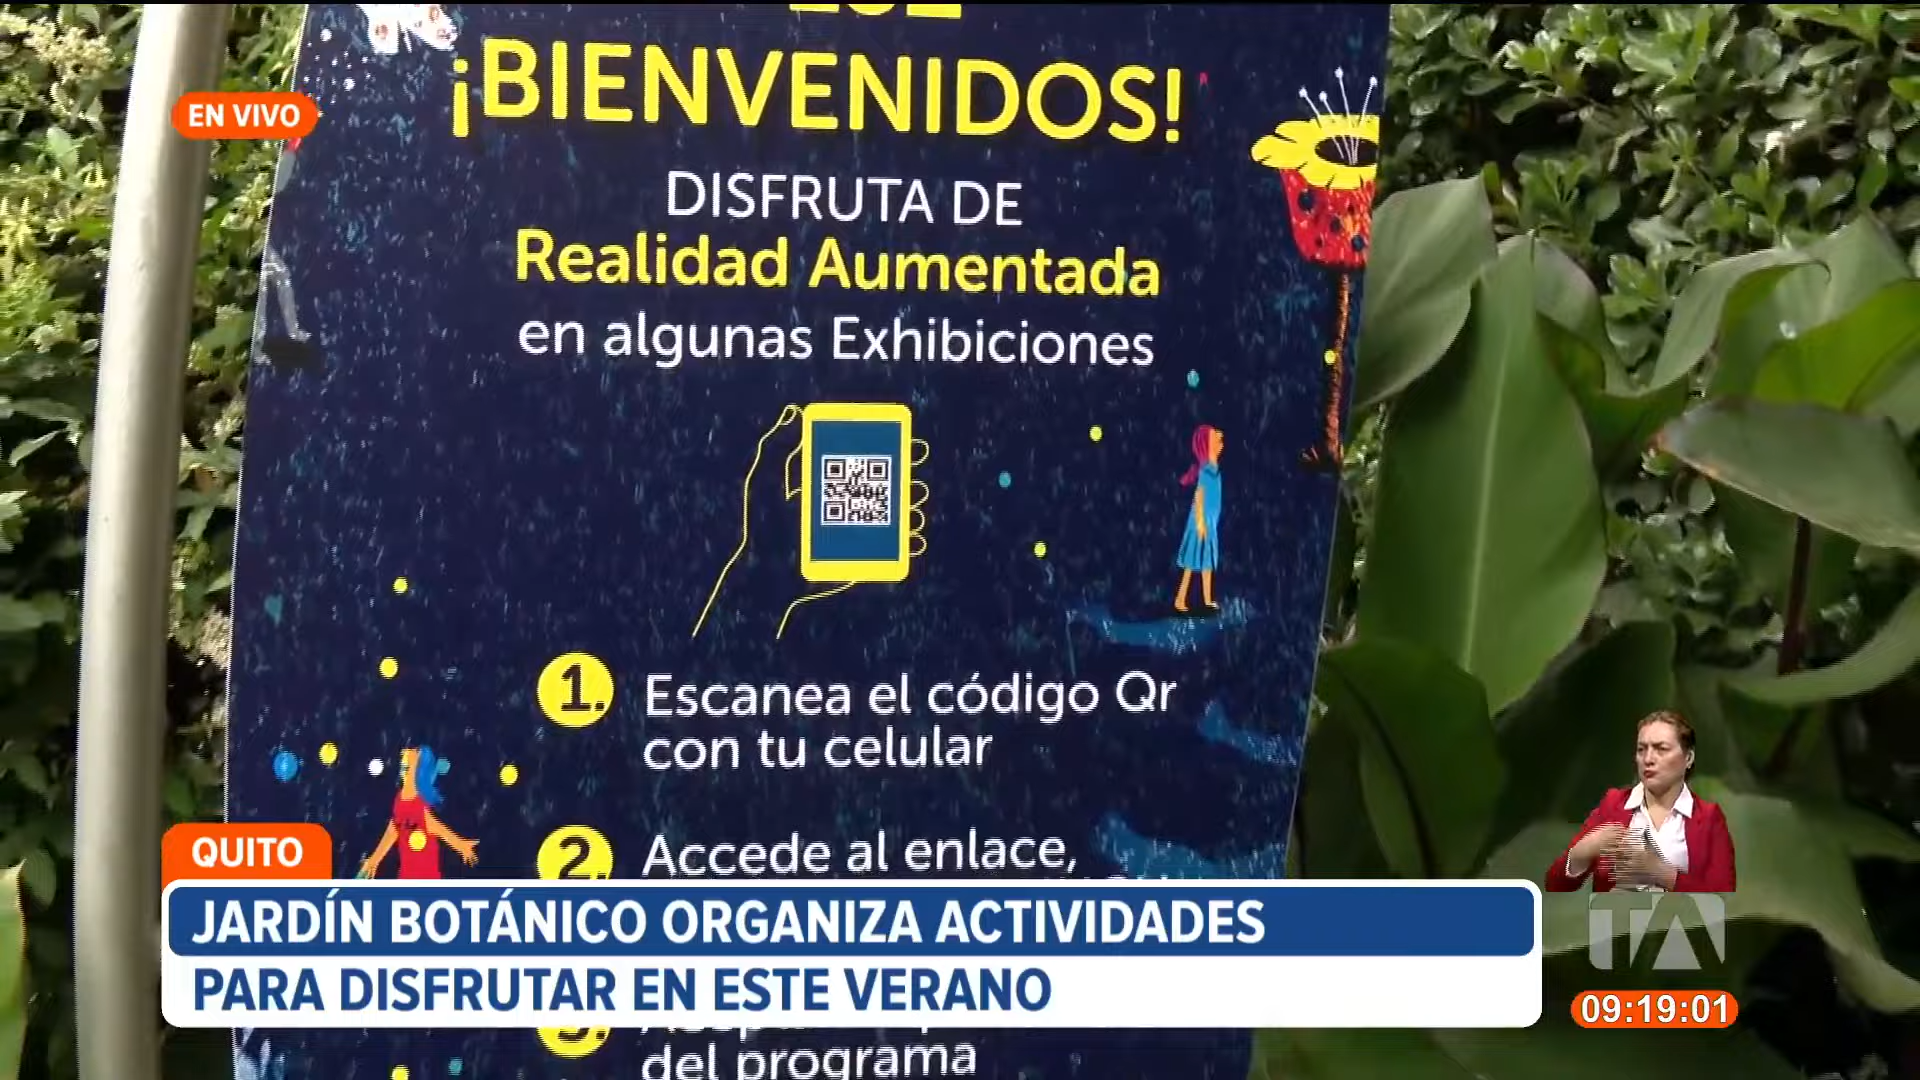 ¡BIENVENIDOS!
EN VIVO
DISFRUTA DE
Realidad Aumentada
en algunas Exhibiciones
1. Escanea el código Qr
con tu celular
2. Accede al enlace,
QUITO
JARDÍN BOTÁNICO ORGANIZA ACTIVIDADES
PARA DISFRUTAR EN ESTE VERANO
del programa
TA
09:19:01